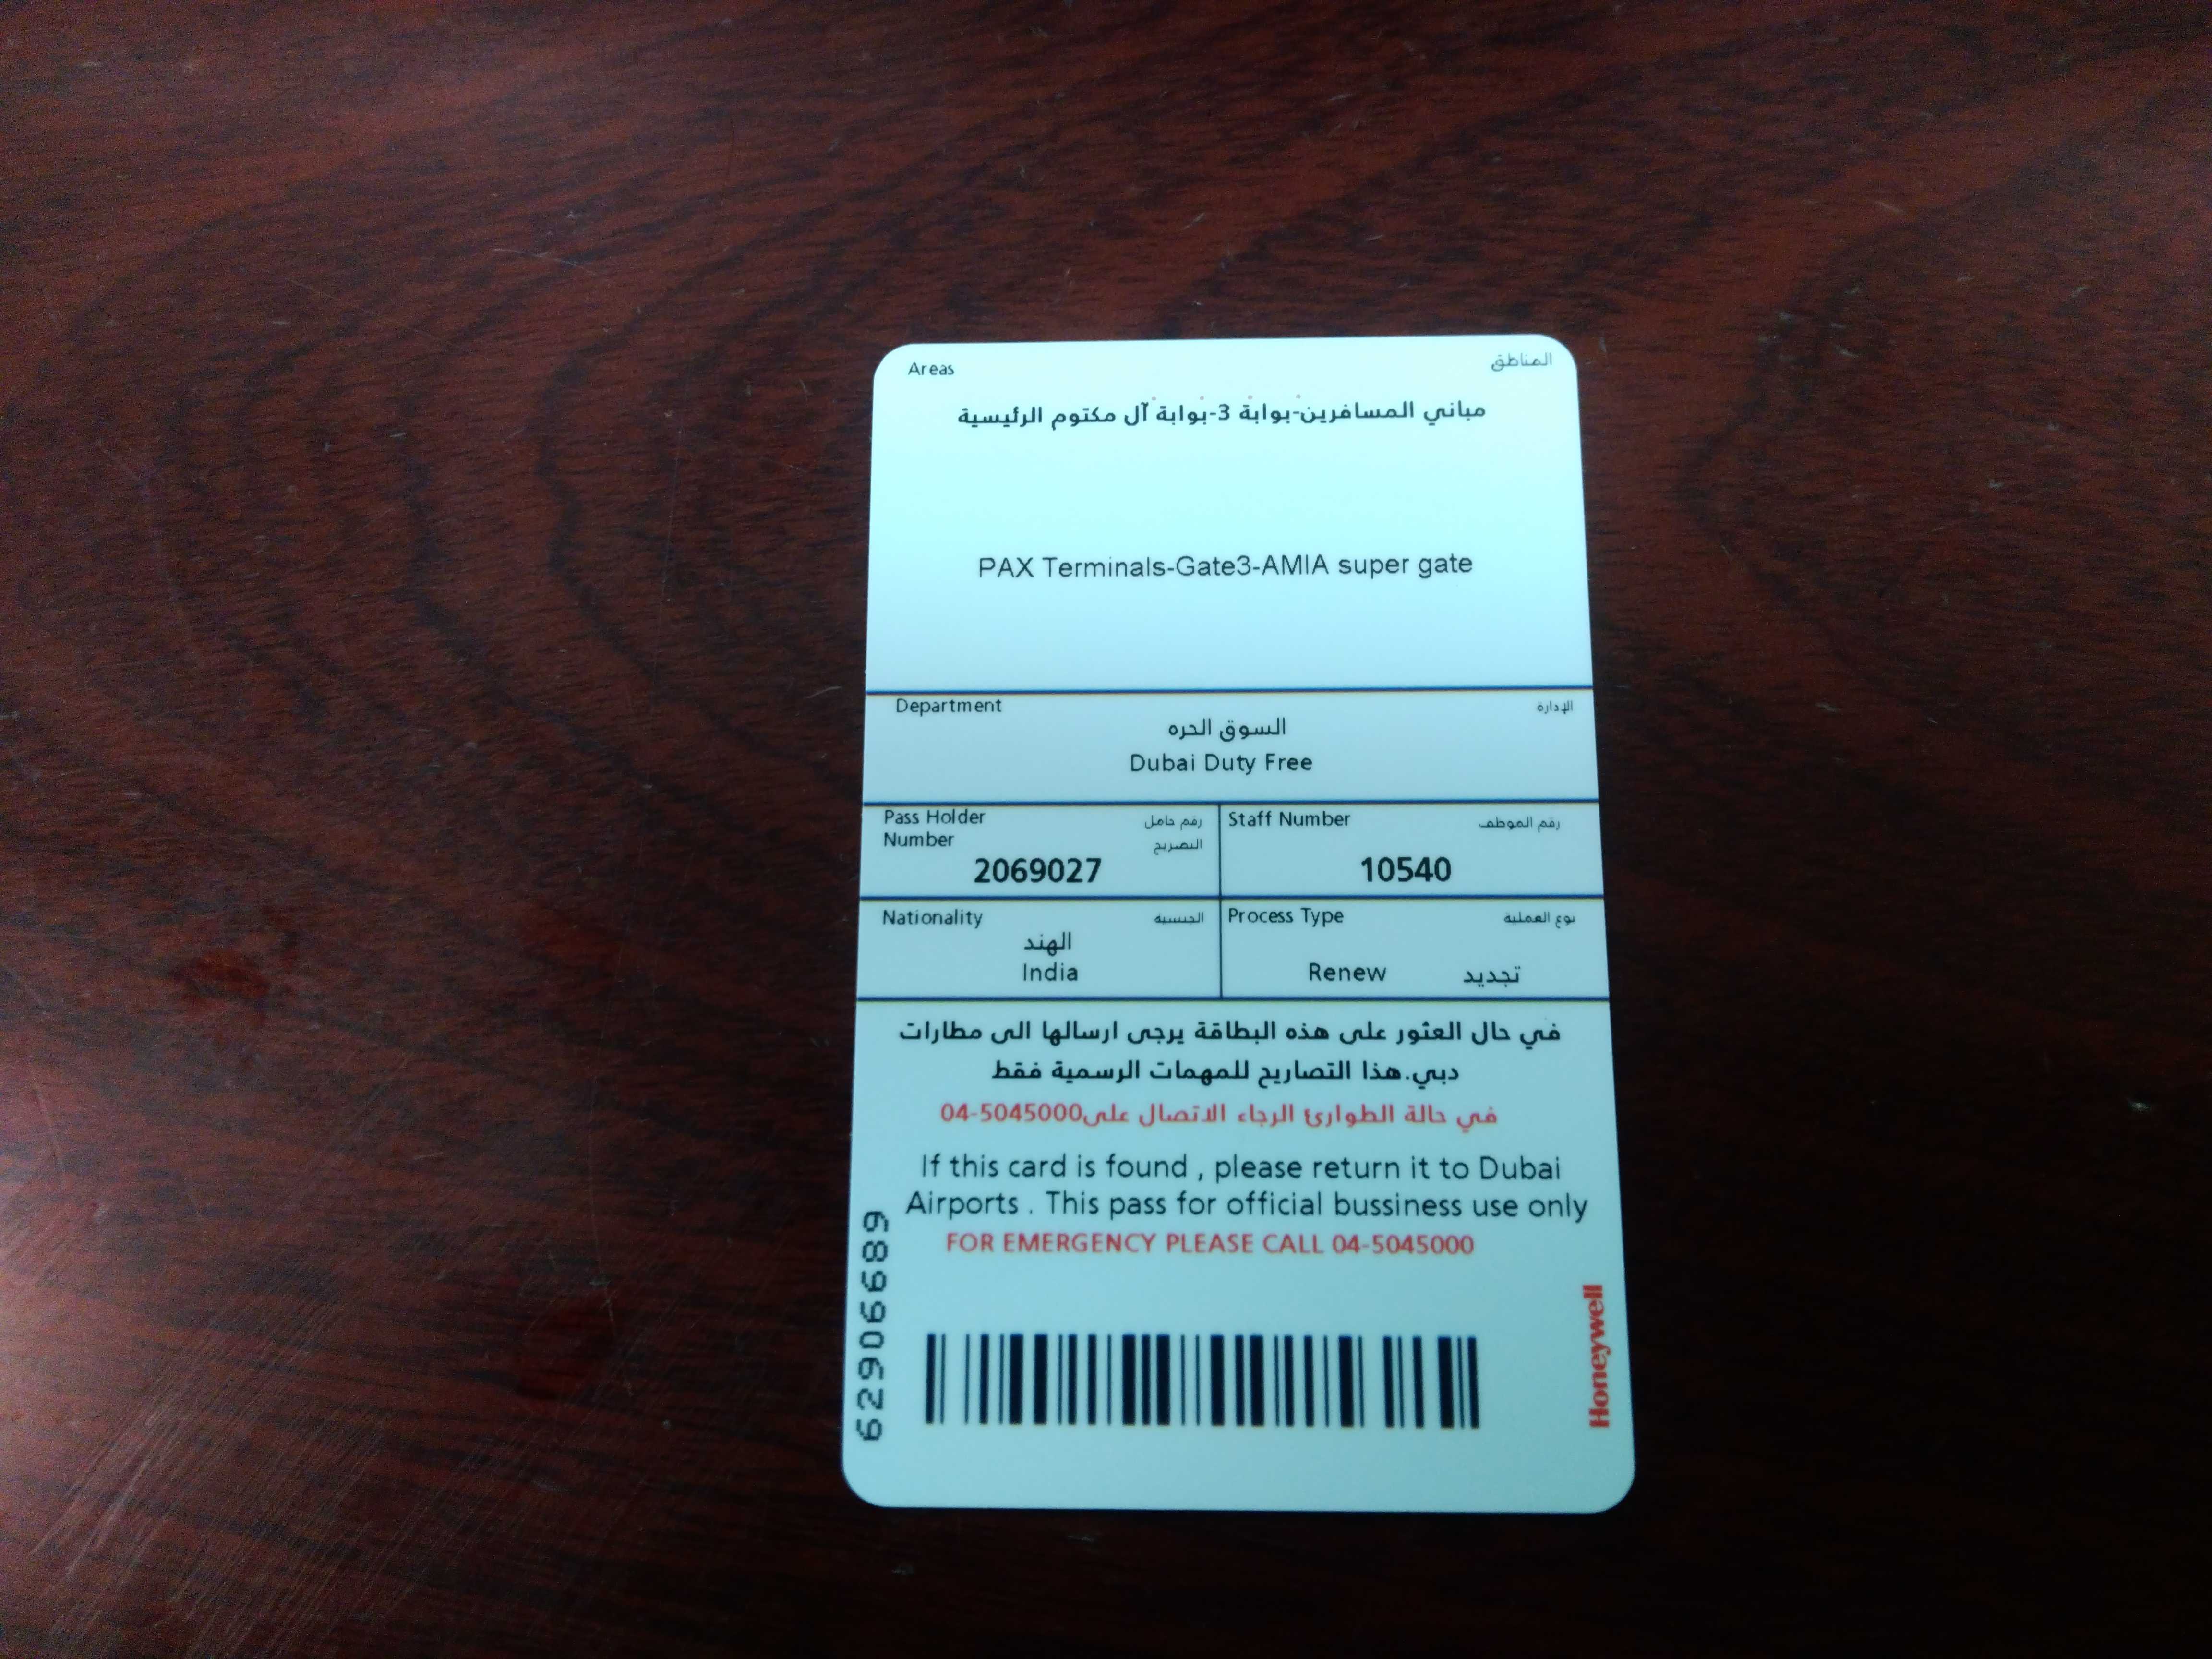 Areas المناطق
مباني المسافرين-بوابة 3-بوابة آل مكتوم الرئيسية
PAX Terminals-Gate3-AMIA super gate
Department الإدارة
السوق الحره
Dubai Duty Free
Pass Holder رقم حامل
Number التصريح
2069027
Staff Number رقم الموظف
10540
Nationality الجنسية
الهند
India
Process Type نوع العملية
Renew تجديد
في حال العثور على هذه البطاقة يرجى ارسالها الى مطارات
دبي.هذا التصاريح للمهمات الرسمية فقط
في حالة الطوارئ الرجاء الاتصال على04-5045000
If this card is found , please return it to Dubai
Airports . This pass for official bussiness use only
FOR EMERGENCY PLEASE CALL 04-5045000
62906689
Honeywell